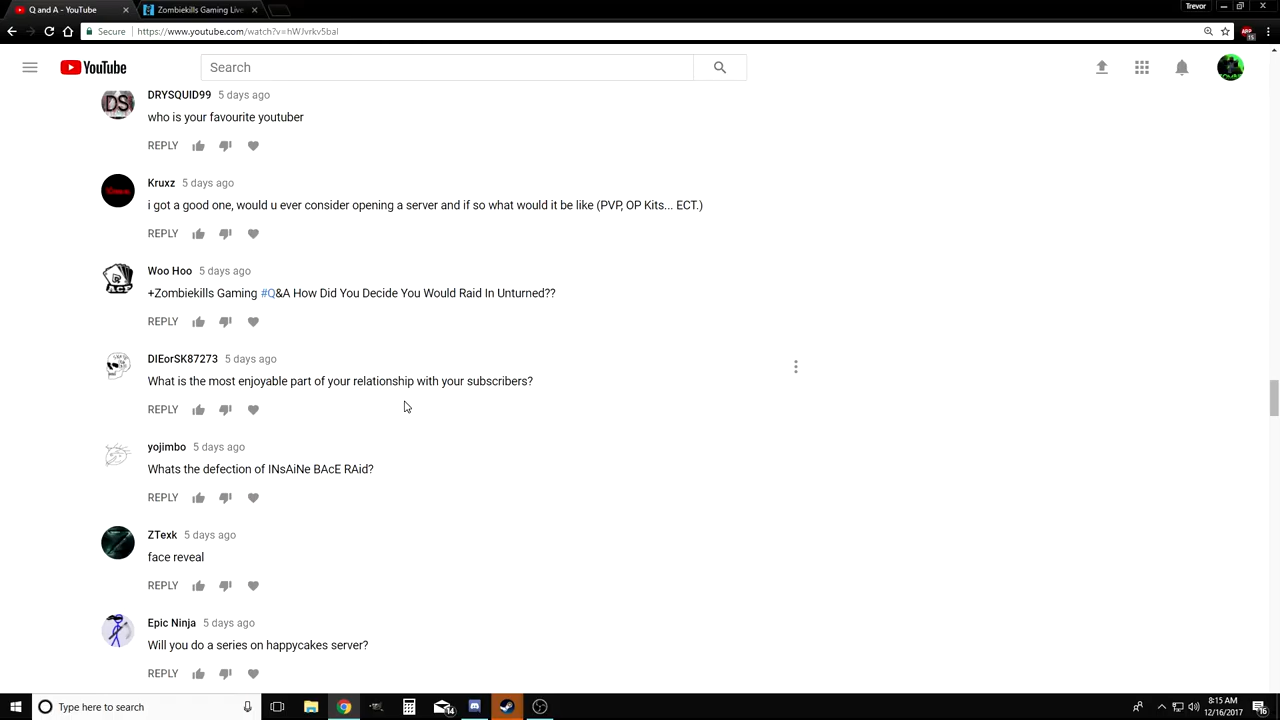 Q and A - YouTube
Zombiekills Gaming Live
Trevor
Secure
https://www.youtube.com/watch?v=hWJvrkv5baI
ABP
15
YouTube
Search
DS
DRYSQUID99 5 days ago
who is your favourite youtuber
REPLY
Kruxz 5 days ago
i got a good one, would u ever consider opening a server and if so what would it be like (PVP, OP Kits... ECT.)
REPLY
ACE
Woo Hoo 5 days ago
+Zombiekills Gaming #Q&A How Did You Decide You Would Raid In Unturned??
REPLY
DIEorSK87273 5 days ago
What is the most enjoyable part of your relationship with your subscribers?
REPLY
yojimbo 5 days ago
Whats the defection of INsAiNe BAcE RAid?
REPLY
ZTexk 5 days ago
face reveal
REPLY
Epic Ninja 5 days ago
Will you do a series on happycakes server?
REPLY
Type here to search
14
8:15 AM
12/16/2017
16